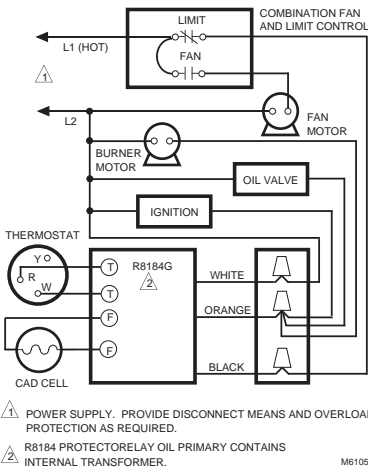 COMBINATION FAN
AND LIMIT CONTROL
LIMIT
L1 (HOT)
FAN
1
L2
FAN
MOTOR
BURNER
MOTOR
OIL VALVE
IGNITION
THERMOSTAT
Y
R
W
T
T
F
F
R8184G
2
WHITE
ORANGE
BLACK
CAD CELL
1 POWER SUPPLY. PROVIDE DISCONNECT MEANS AND OVERLOA
PROTECTION AS REQUIRED.
2 R8184 PROTECTORELAY OIL PRIMARY CONTAINS
INTERNAL TRANSFORMER.
M6105